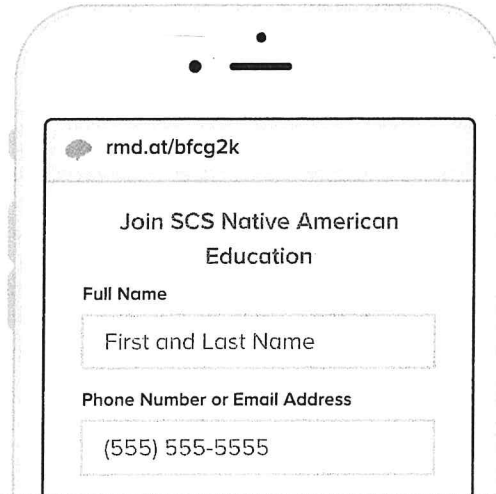 rmd.at/bfcg2k
Join SCS Native American
Education
Full Name
First and Last Name
Phone Number or Email Address
(555) 555-5555